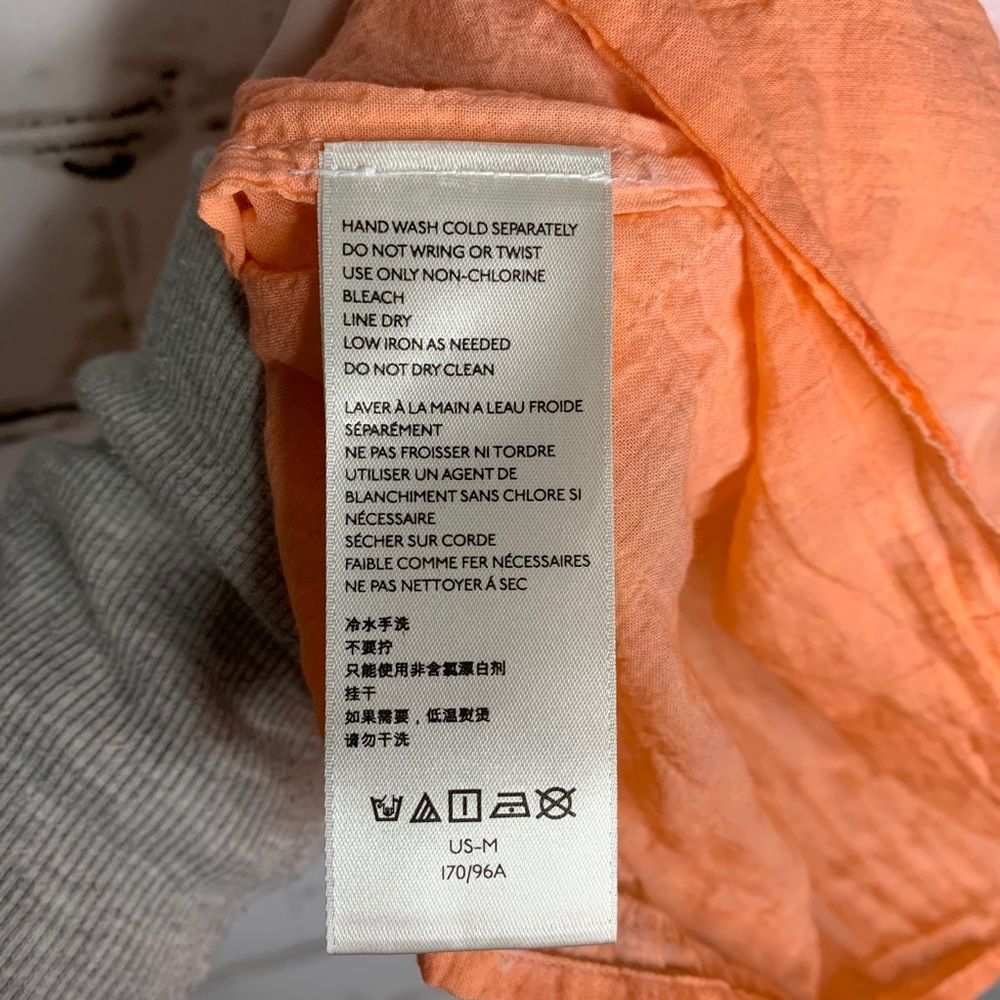 HAND WASH COLD SEPARATELY
DO NOT WRING OR TWIST
USE ONLY NON-CHLORINE
BLEACH
LINE DRY
LOW IRON AS NEEDED
DO NOT DRY CLEAN
LAVER À LA MAIN A LEAU FROIDE
SÉPARÉMENT
NE PAS FROISSER NI TORDRE
UTILISER UN AGENT DE
BLANCHIMENT SANS CHLORE SI
NÉCESSAIRE
SÉCHER SUR CORDE
FAIBLE COMME FER NÉCESSAIRES
NE PAS NETTOYER Á SEC
冷水手洗
不要拧
只能使用非含氯漂白剂
挂干
如果需要，低温熨烫
请勿干洗
US-M
170/96A